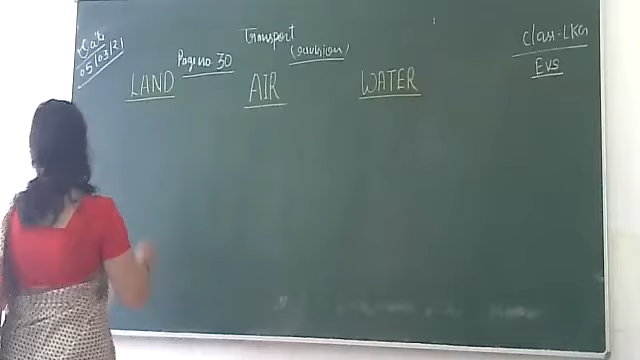 Date
05/03/21
Transport
(revision)
Page no. 30
Class-LKG
EVS
LAND AIR WATER